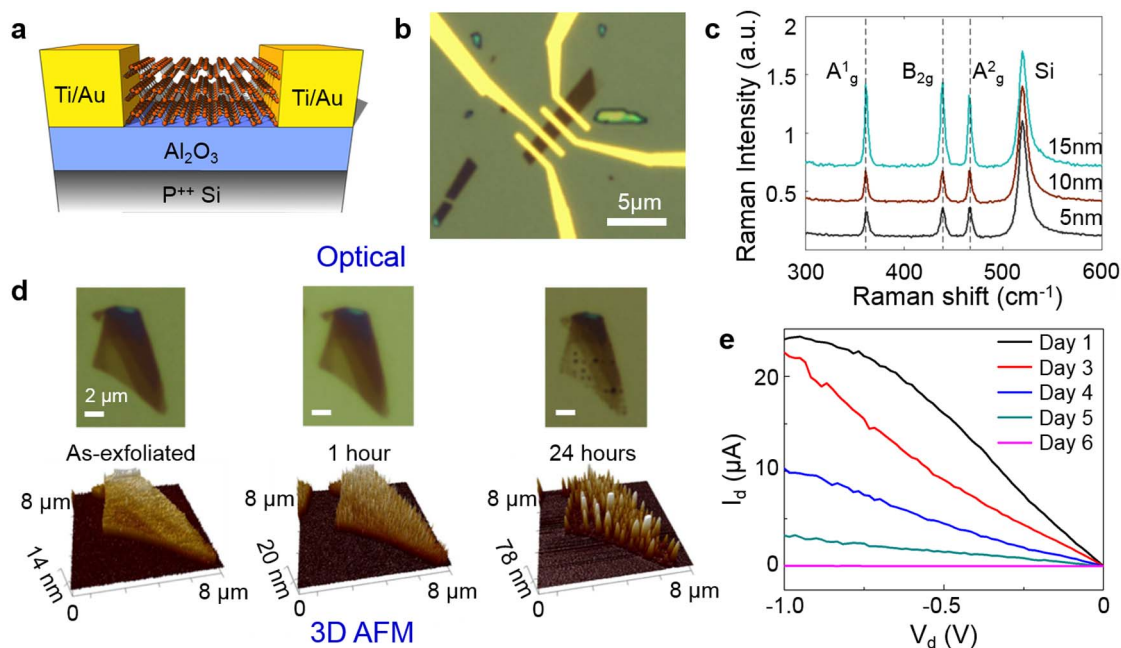 a
Ti/Au
Ti/Au
Al₂O₃
P⁺⁺ Si
b
5μm
c
Raman Intensity (a.u.)
2
1.5
1
0.5
A¹g
B₂g
A²g
Si
15nm
10nm
5nm
300
400
500
600
Raman shift (cm⁻¹)
Optical
d
2 μm
As-exfoliated
1 hour
24 hours
8 μm
14 nm
0
8 μm
8 μm
20 nm
0
8 μm
8 μm
78 nm
0
8 μm
3D AFM
e
Day 1
Day 3
Day 4
Day 5
Day 6
I_d (μA)
20
10
0
-1.0
-0.5
0
V_d (V)